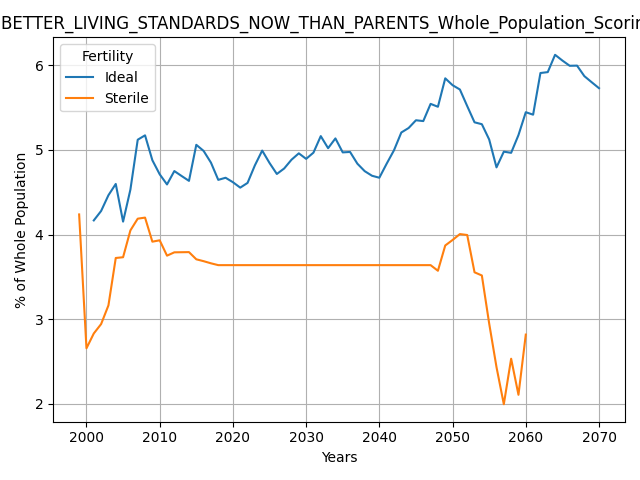 BETTER_LIVING_STANDARDS_NOW_THAN_PARENTS_Whole_Population_Scorin
Fertility
Ideal
Sterile
% of Whole Population
6
5
4
3
2
2000 2010 2020 2030 2040 2050 2060 2070
Years